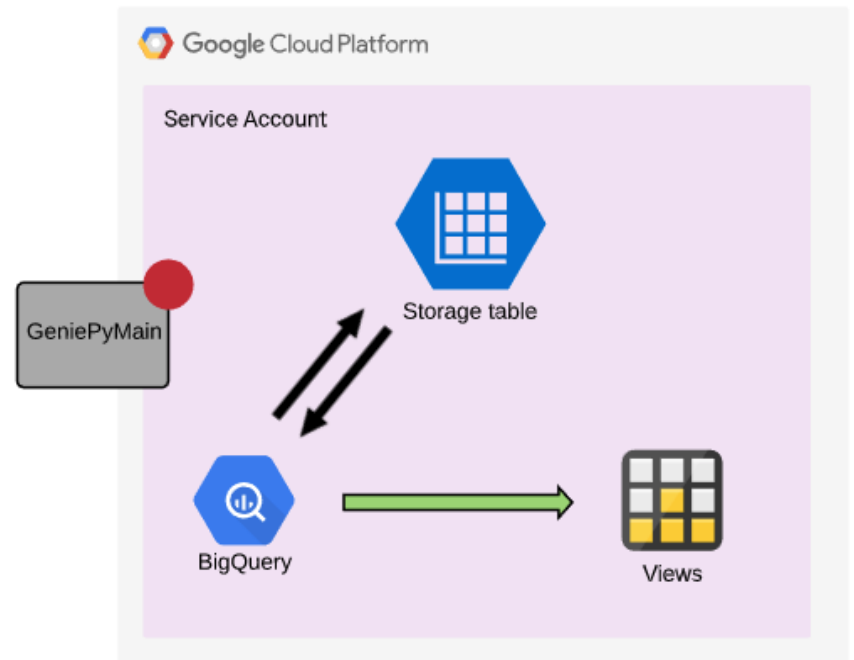 Google Cloud Platform
Service Account
Storage table
GeniePyMain
BigQuery
Views